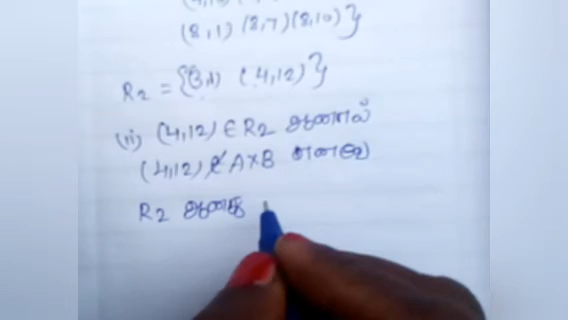 (8,1) (8,7) (8,10)}
R2 = {(3,1) (4,12)}
(ii) (4,12) ∈ R2 ஆனால்
(4,12) ∉ A×B எனவே
R2 ஆனது